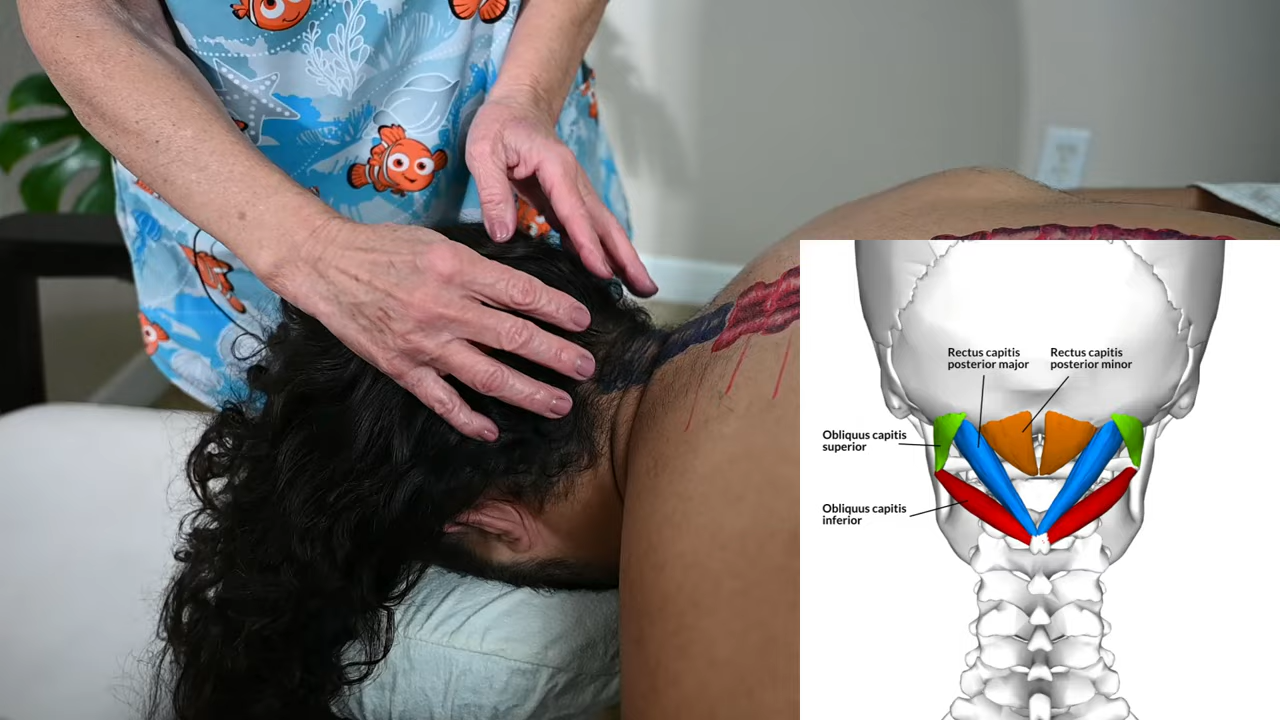 Rectus capitis
posterior major
Rectus capitis
posterior minor
Obliquus capitis
superior
Obliquus capitis
inferior